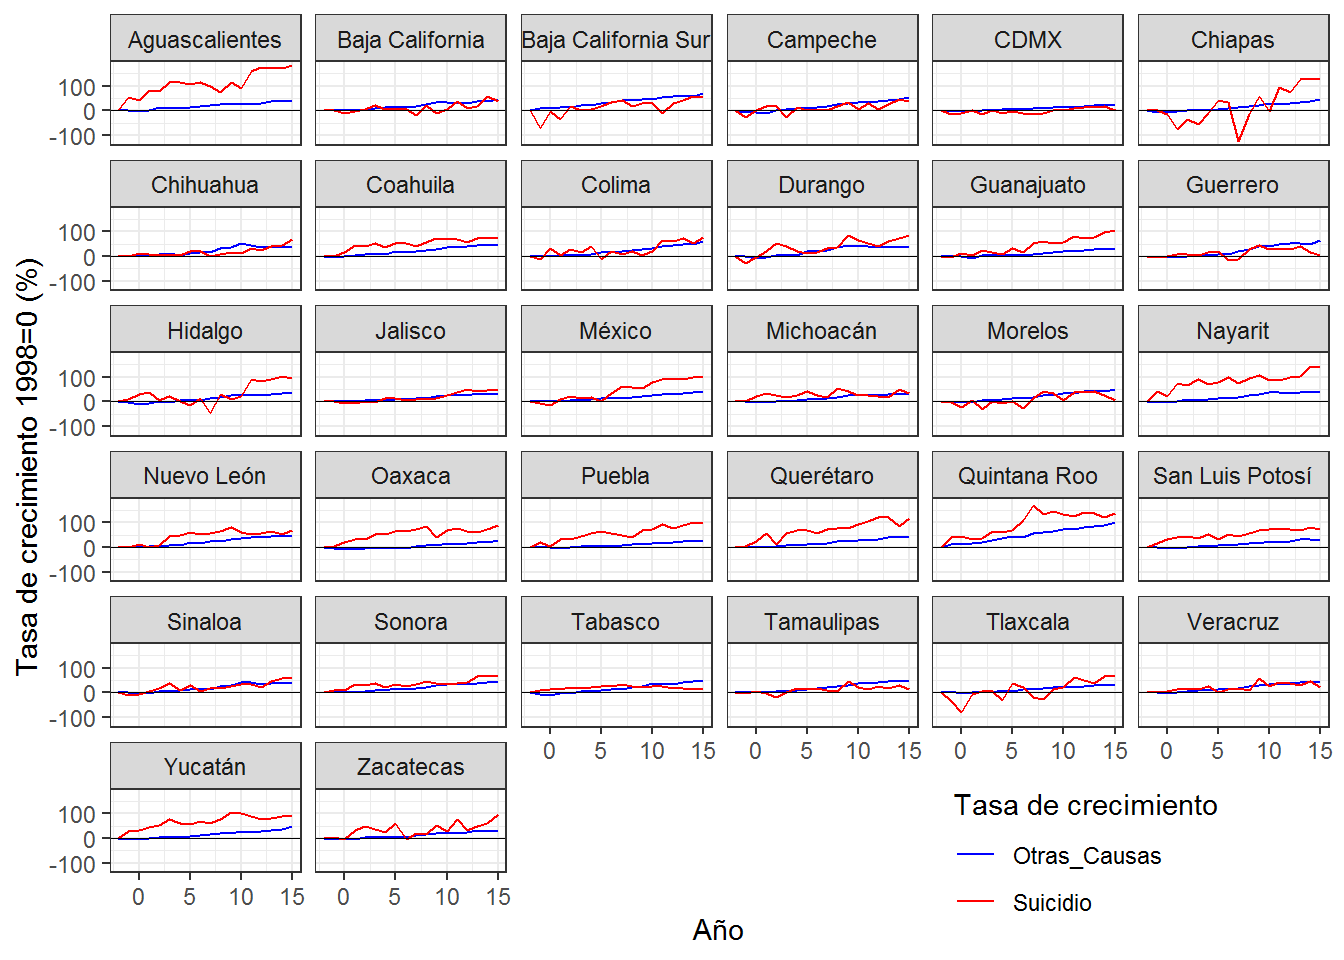 Aguascalientes Baja California Baja California Sur Campeche CDMX Chiapas
100
0
-100
Chihuahua Coahuila Colima Durango Guanajuato Guerrero
100
0
-100
Hidalgo Jalisco México Michoacán Morelos Nayarit
100
0
-100
Nuevo León Oaxaca Puebla Querétaro Quintana Roo San Luis Potosí
100
0
-100
Sinaloa Sonora Tabasco Tamaulipas Tlaxcala Veracruz
100
0
-100
0 5 10 15 0 5 10 15 0 5 10 15 0 5 10 15
Yucatán Zacatecas
100
0
-100
0 5 10 15 0 5 10 15
Tasa de crecimiento 1998=0 (%)
Año
Tasa de crecimiento
Otras_Causas
Suicidio